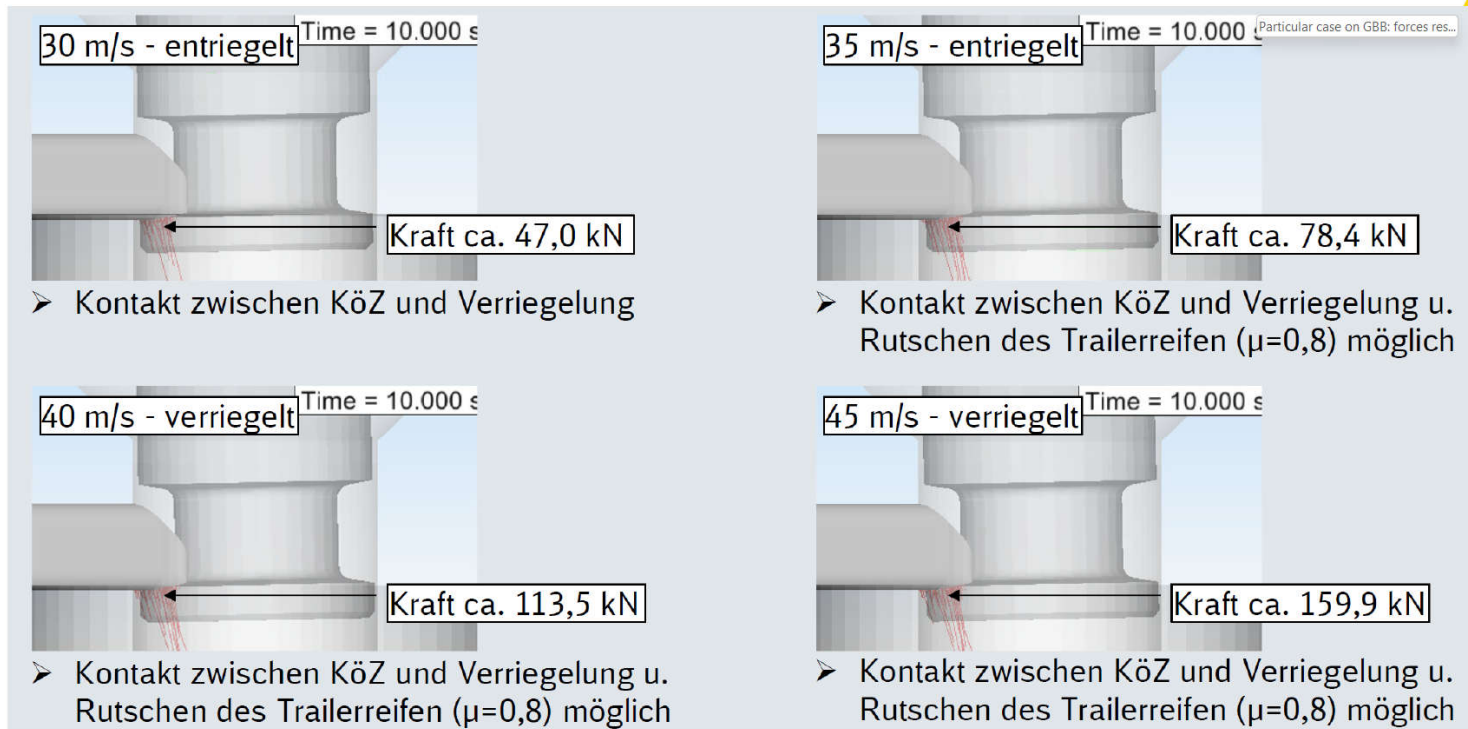 30 m/s - entriegelt
Time = 10.000 s
Kraft ca. 47,0 kN
➢ Kontakt zwischen KöZ und Verriegelung
35 m/s - entriegelt
Time = 10.000 s
Particular case on GBB: forces res...
Kraft ca. 78,4 kN
➢ Kontakt zwischen KöZ und Verriegelung u.
Rutschen des Trailerreifen (µ=0,8) möglich
40 m/s - verriegelt
Time = 10.000 s
Kraft ca. 113,5 kN
➢ Kontakt zwischen KöZ und Verriegelung u.
Rutschen des Trailerreifen (µ=0,8) möglich
45 m/s - verriegelt
Time = 10.000 s
Kraft ca. 159,9 kN
➢ Kontakt zwischen KöZ und Verriegelung u.
Rutschen des Trailerreifen (µ=0,8) möglich